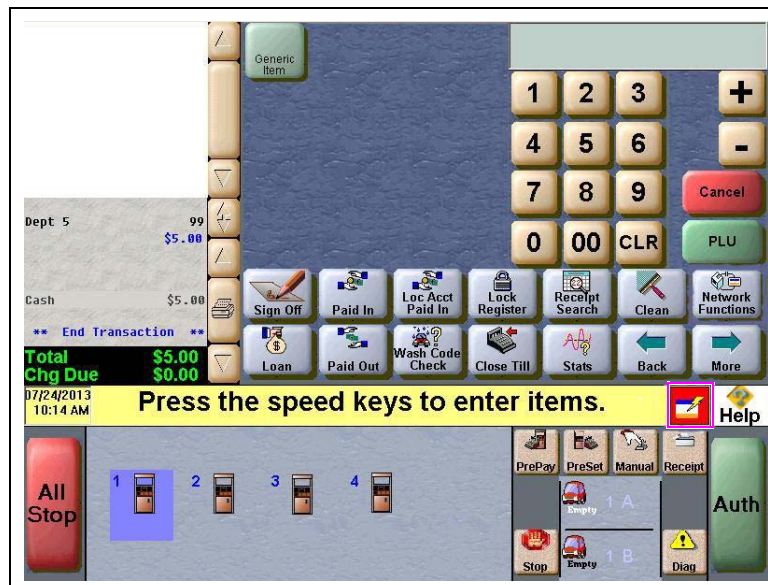 Generic
Item
1 2 3 +
4 5 6 -
7 8 9 Cancel
0 00 CLR PLU
Dept 5 99
$5.00
Cash $5.00
** End Transaction **
Total $5.00
Chg Due $0.00
Sign Off
Paid In
Loc Acct
Paid In
Lock
Register
Receipt
Search
Clean
Network
Functions
Loan
Paid Out
Wash Code
Check
Close Till
Stats
Back
More
07/24/2013
10:14 AM
Press the speed keys to enter items.
Help
All
Stop
1 2 3 4
PrePay PreSet Manual Receipt
Empty 1 A
Empty 1 B
Stop
Diag
Auth